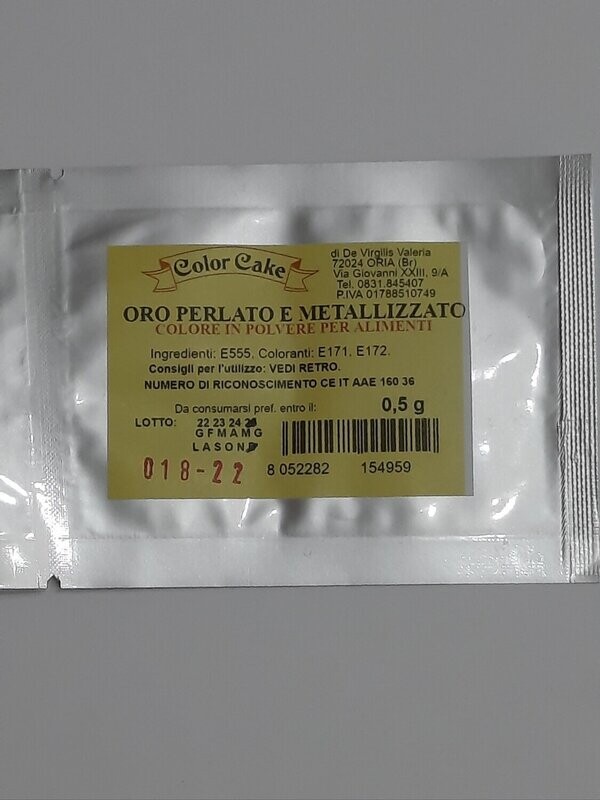 Color Cake
di De Virgilis Valeria
72024 ORIA (Br)
Via Giovanni XXIII, 9/A
Tel. 0831.845407
P.IVA 01788510749
ORO PERLATO E METALLIZZATO
COLORE IN POLVERE PER ALIMENTI
Ingredienti: E555, Coloranti: E171, E172.
Consigli per l'utilizzo: VEDI RETRO.
NUMERO DI RICONOSCIMENTO CE IT AAE 160 36
Da consumarsi pref. entro il: 0,5 g
LOTTO: 22 23 24
G F M A M G
L A S O N
018-22
8 052282 154959